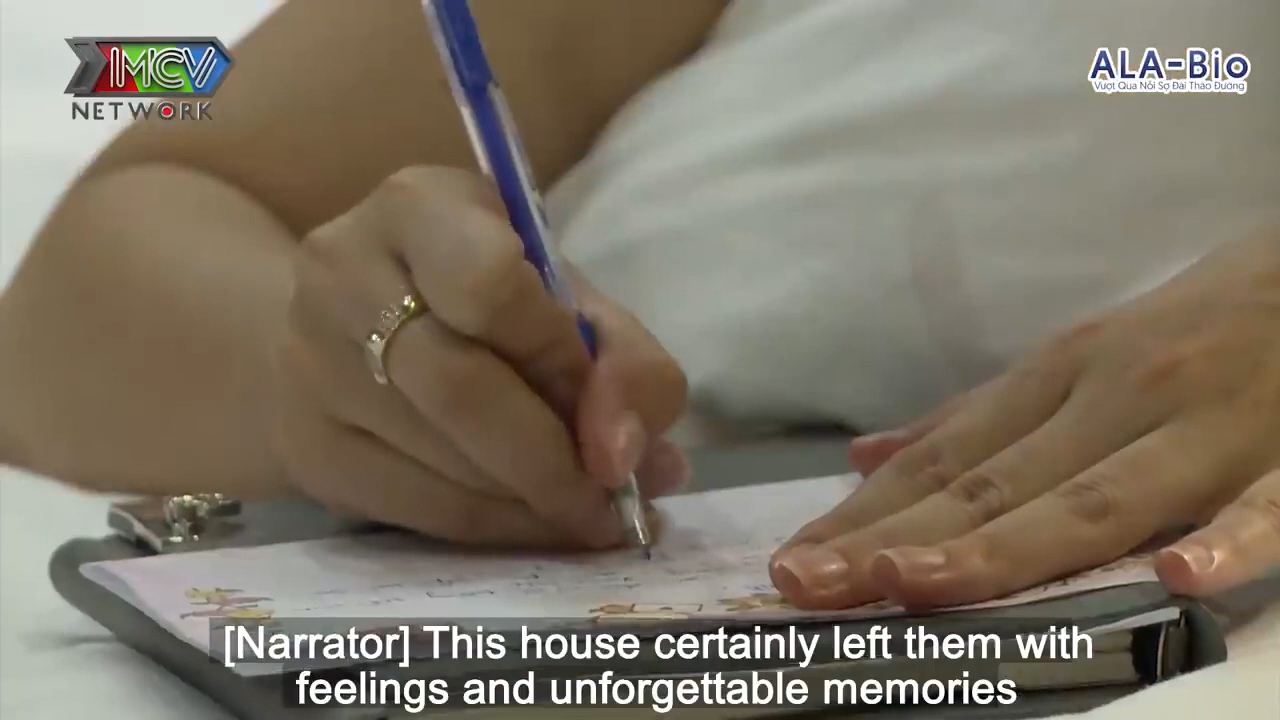 MCV
NETWORK
ALA-Bio
Vượt Qua Nỗi Sợ Đái Tháo Đường
[Narrator] This house certainly left them with
feelings and unforgettable memories